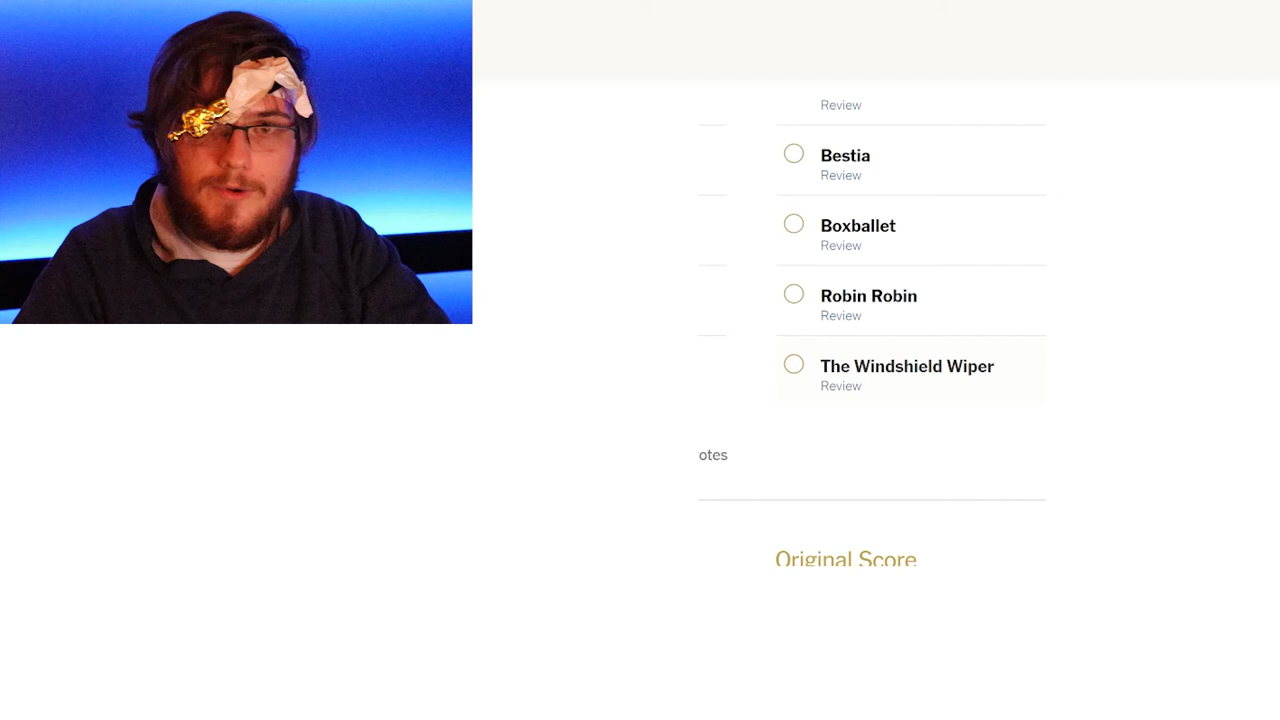 Review
Bestia
Review
Boxballet
Review
Robin Robin
Review
The Windshield Wiper
Review
otes
Original Score